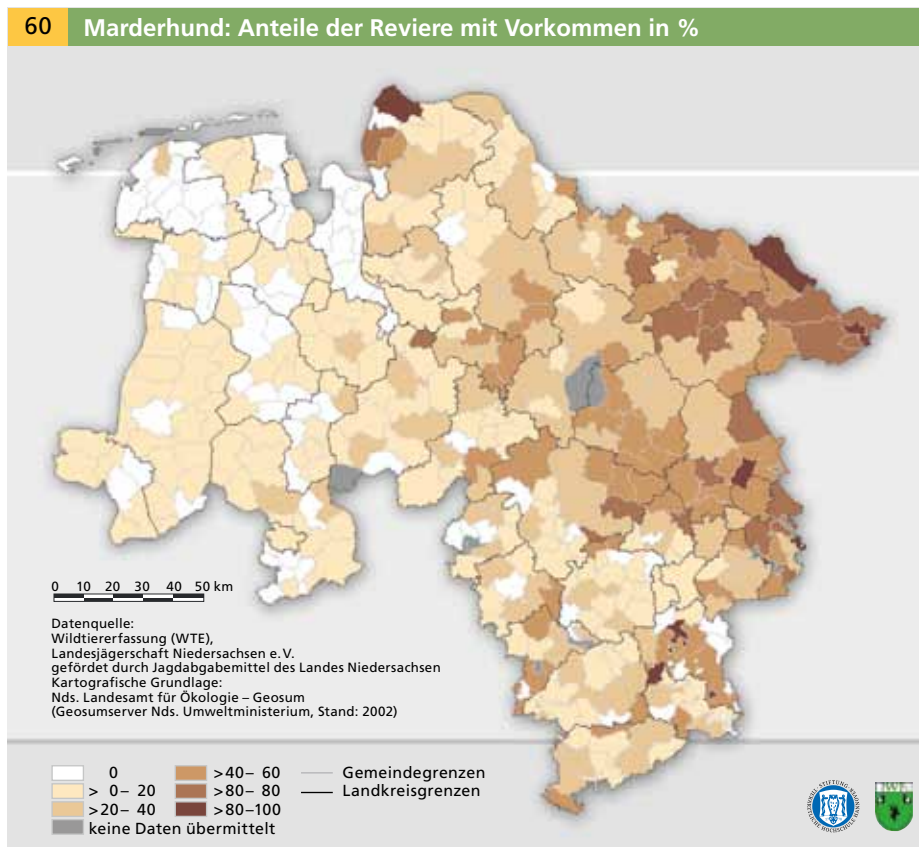 60 Marderhund: Anteile der Reviere mit Vorkommen in %
0 10 20 30 40 50 km
Datenquelle:
Wildtiererfassung (WTE),
Landesjägerschaft Niedersachsen e. V.
gefördert durch Jagdabgabemittel des Landes Niedersachsen
Kartografische Grundlage:
Nds. Landesamt für Ökologie – Geosum
(Geosumserver Nds. Umweltministerium, Stand: 2002)
0
> 0– 20
>20– 40
keine Daten übermittelt
>40– 60
>80– 80
>80–100
Gemeindegrenzen
Landkreisgrenzen